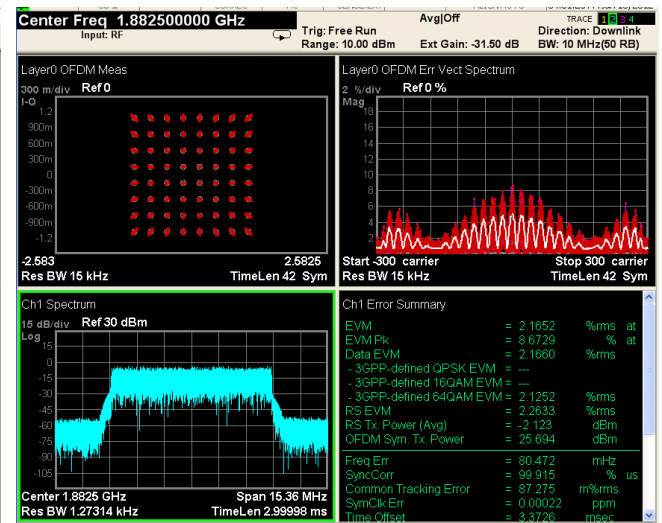 Center Freq 1.882500000 GHz
Input: RF
Trig: Free Run
Range: 10.00 dBm
Avg|Off
Ext Gain: -31.50 dB
TRACE 1 2 3 4
Direction: Downlink
BW: 10 MHz(50 RB)
Layer0 OFDM Meas
300 m/div Ref 0
I-Q
1.2
900m
600m
300m
0
-300m
-600m
-900m
-1.2
-2.583 2.5825
Res BW 15 kHz TimeLen 42 Sym
Layer0 OFDM Err Vect Spectrum
2 %/div Ref 0 %
Mag
18
16
14
12
10
8
6
4
2
Start -300 carrier Stop 300 carrier
Res BW 15 kHz TimeLen 42 Sym
Ch1 Spectrum
15 dB/div Ref 30 dBm
Log
15
0
-15
-30
-45
-60
-75
-90
-105
Center 1.8825 GHz Span 15.36 MHz
Res BW 1.27314 kHz TimeLen 2.99998 ms
Ch1 Error Summary
EVM = 2.1652 %rms at
EVM Pk = 8.6729 % at
Data EVM = 2.1660 %rms
- 3GPP-defined QPSK EVM = ---
- 3GPP-defined 16QAM EVM = ---
- 3GPP-defined 64QAM EVM = 2.1252 %rms
RS EVM = 2.2633 %rms
RS Tx. Power (Avg) = -2.123 dBm
OFDM Sym. Tx. Power = 25.694 dBm
Freq Err = 80.472 mHz
SyncCorr = 99.915 % us
Common Tracking Error = 87.275 m%rms
SymClk Err = 0.00022 ppm
Time Offset = 3.3726 msec